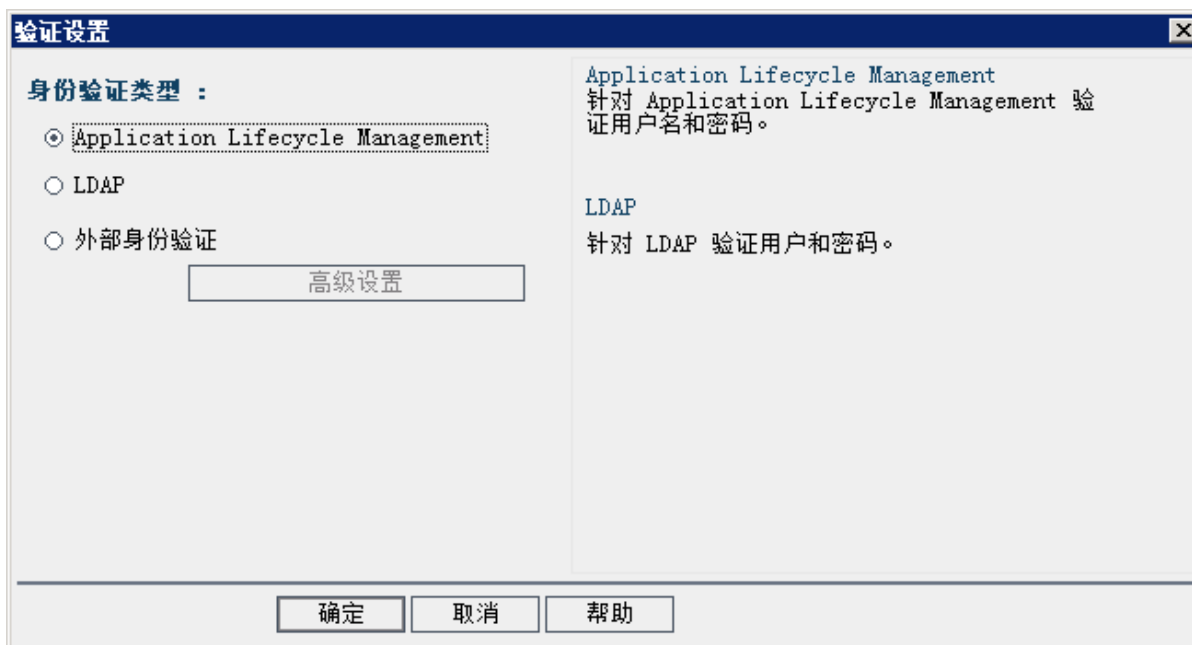 验证设置
身份验证类型 :
Application Lifecycle Management
LDAP
外部身份验证
高级设置
Application Lifecycle Management
针对 Application Lifecycle Management 验
证用户名和密码。
LDAP
针对 LDAP 验证用户和密码。
确定 取消 帮助